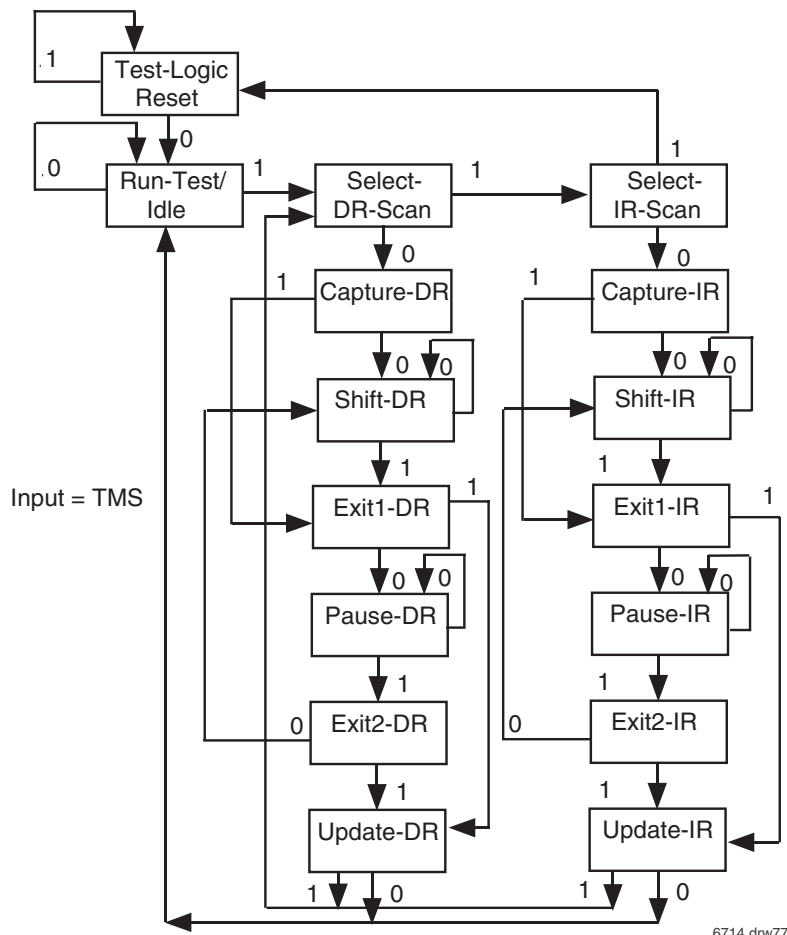 .1
Test-Logic
Reset
0
1
.0
Run-Test/
Idle
1
Select-
DR-Scan
1
Select-
IR-Scan
0
0
1
Capture-DR
1
Capture-IR
0
0
0
0
Shift-DR
Shift-IR
1
1
Input = TMS
Exit1-DR
1
Exit1-IR
1
0
0
0
0
Pause-DR
Pause-IR
1
1
0
Exit2-DR
0
Exit2-IR
1
1
Update-DR
Update-IR
1
0
1
0
6714 drw77